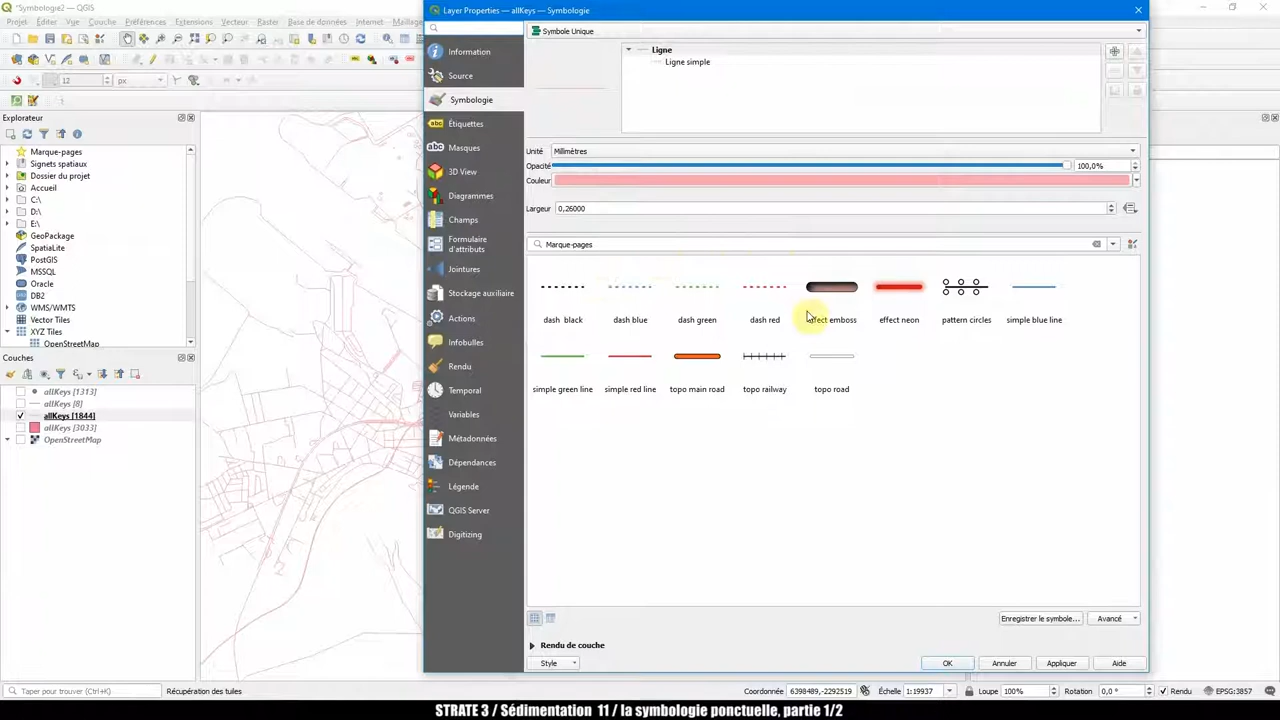 *Symbologie2 — QGIS
Layer Properties — allKeys — Symbologie
Projet Éditer Vue Couche Préférences Extensions Vecteur Raster Base de données Internet Maillage
12 px
Explorateur
Marque-pages
Signets spatiaux
Dossier du projet
Accueil
C:\
D:\
E:\
GeoPackage
SpatiaLite
PostGIS
MSSQL
Oracle
DB2
WMS/WMTS
Vector Tiles
XYZ Tiles
OpenStreetMap
Couches
allKeys [1313]
allKeys [8]
allKeys [1844]
allKeys [3033]
OpenStreetMap
Information
Source
Symbologie
Étiquettes
Masques
3D View
Diagrammes
Champs
Formulaire
d'attributs
Jointures
Stockage auxiliaire
Actions
Infobulles
Rendu
Temporal
Variables
Métadonnées
Dépendances
Légende
QGIS Server
Digitizing
Symbole Unique
Ligne
Ligne simple
Unité Millimètres
Opacité 100,0%
Couleur
Largeur 0,26000
Marque-pages
dash black dash blue dash green dash red effect emboss effect neon pattern circles simple blue line
simple green line simple red line topo main road topo railway topo road
Enregistrer le symbole... Avancé
Rendu de couche
Style OK Annuler Appliquer Aide
Taper pour trouver (Ctrl+K) Récupération des tuiles Coordonnée 6398489,-2292519 Échelle 1:19937 Loupe 100% Rotation 0,0 ° Rendu EPSG:3857
STRATE 3 / Sédimentation 11 / la symbologie ponctuelle, partie 1/2